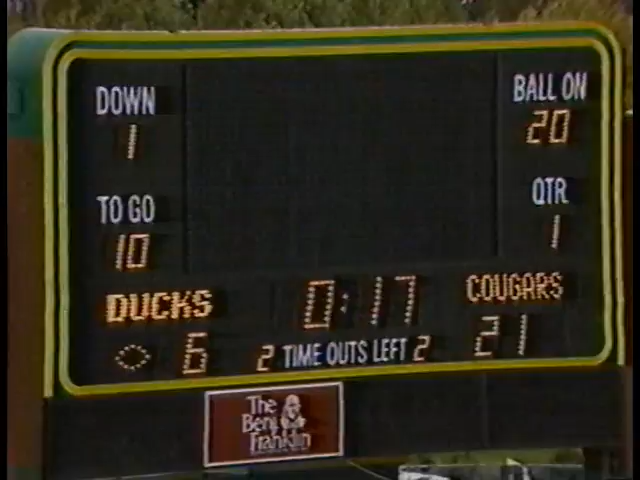 DOWN
1
BALL ON
20
TO GO
10
QTR
1
DUCKS
0:17
COUGARS
6
2 TIME OUTS LEFT 2
21
The
Ben
Franklin